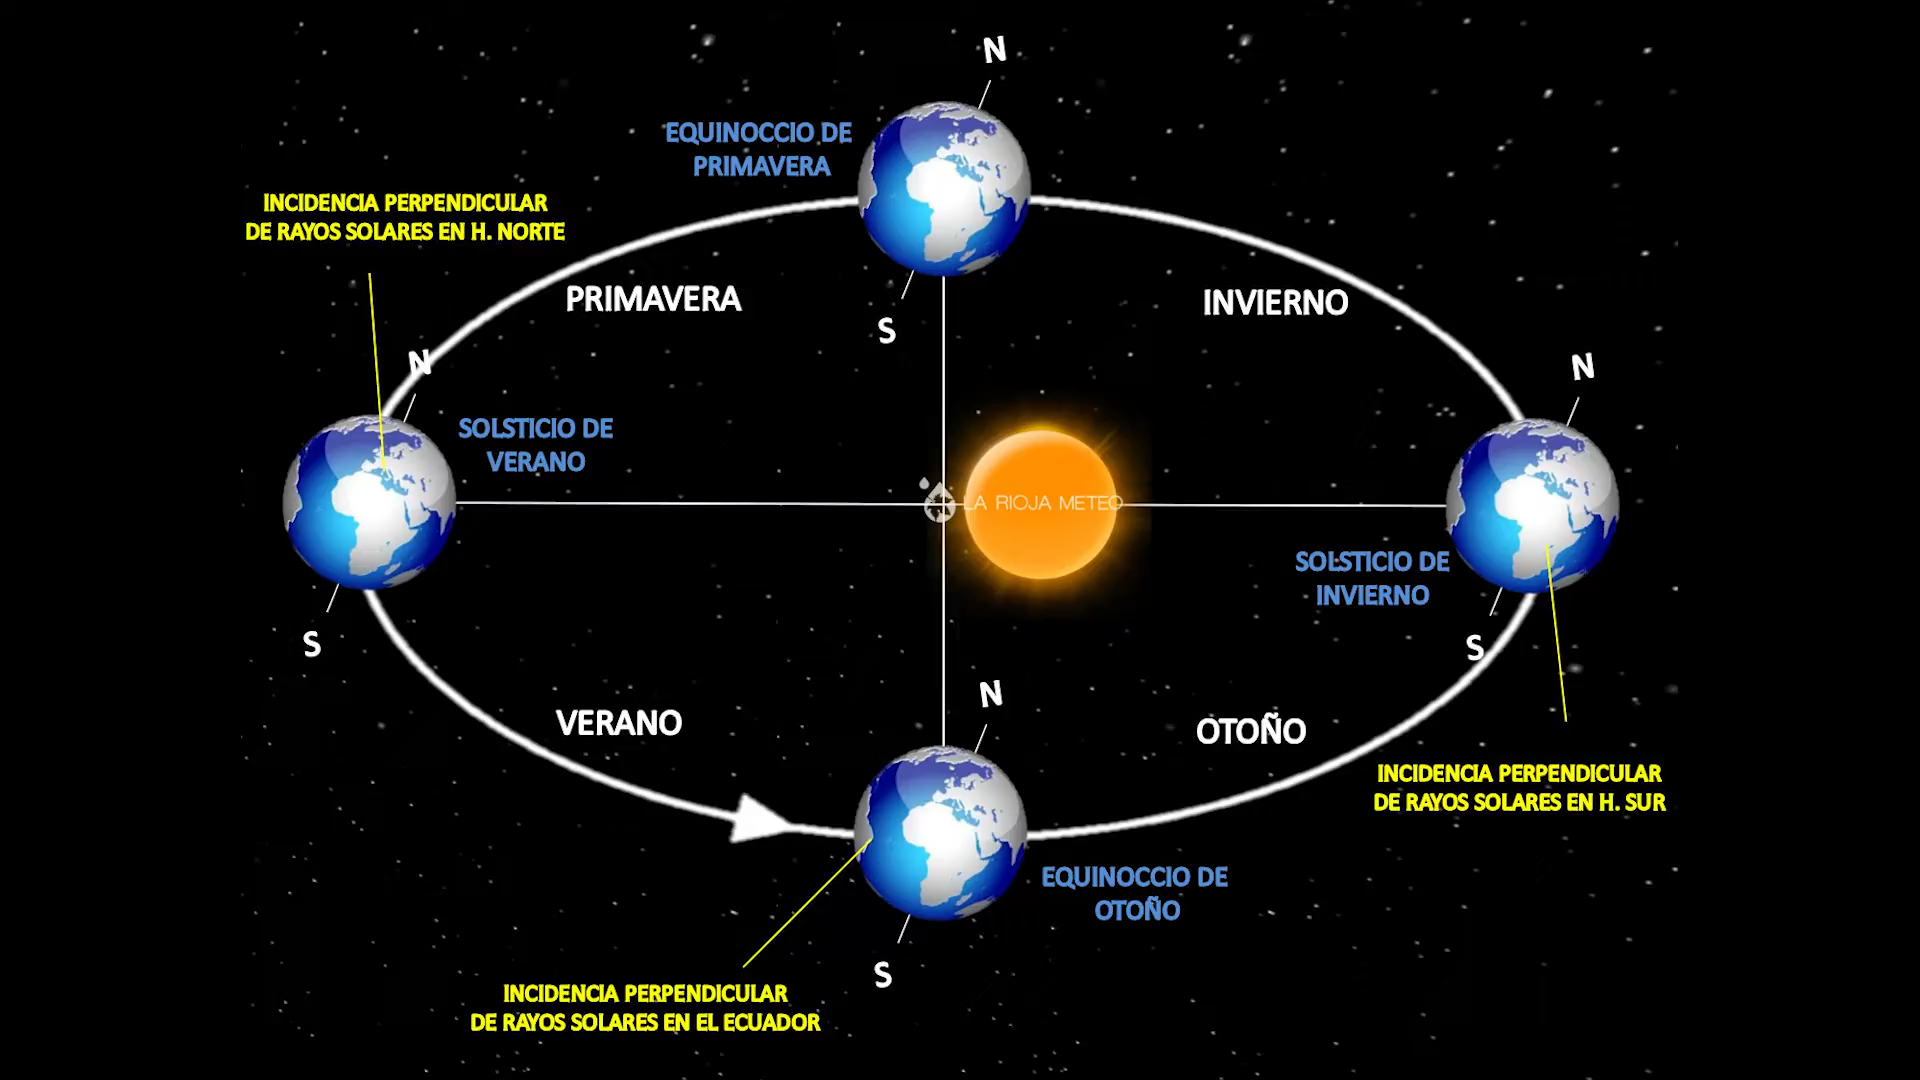 N
EQUINOCCIO DE
PRIMAVERA
INCIDENCIA PERPENDICULAR
DE RAYOS SOLARES EN H. NORTE
PRIMAVERA
INVIERNO
S
N
N
SOLSTICIO DE
VERANO
LA RIOJA METEO
SOLSTICIO DE
INVIERNO
S
S
N
VERANO
OTOÑO
INCIDENCIA PERPENDICULAR
DE RAYOS SOLARES EN H. SUR
EQUINOCCIO DE
OTOÑO
S
INCIDENCIA PERPENDICULAR
DE RAYOS SOLARES EN EL ECUADOR